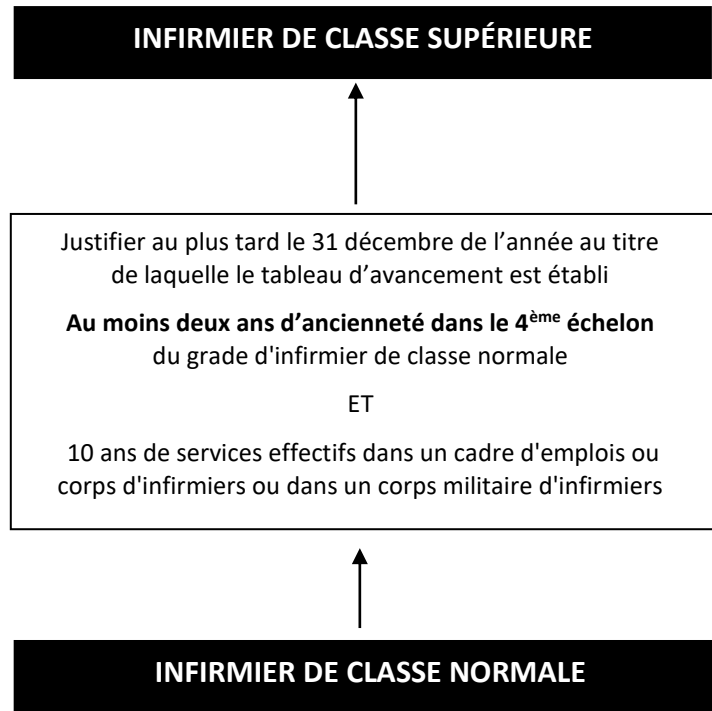 INFIRMIER DE CLASSE SUPÉRIEURE
Justifier au plus tard le 31 décembre de l’année au titre
de laquelle le tableau d’avancement est établi
Au moins deux ans d’ancienneté dans le 4ème échelon
du grade d'infirmier de classe normale
ET
10 ans de services effectifs dans un cadre d'emplois ou
corps d'infirmiers ou dans un corps militaire d'infirmiers
INFIRMIER DE CLASSE NORMALE